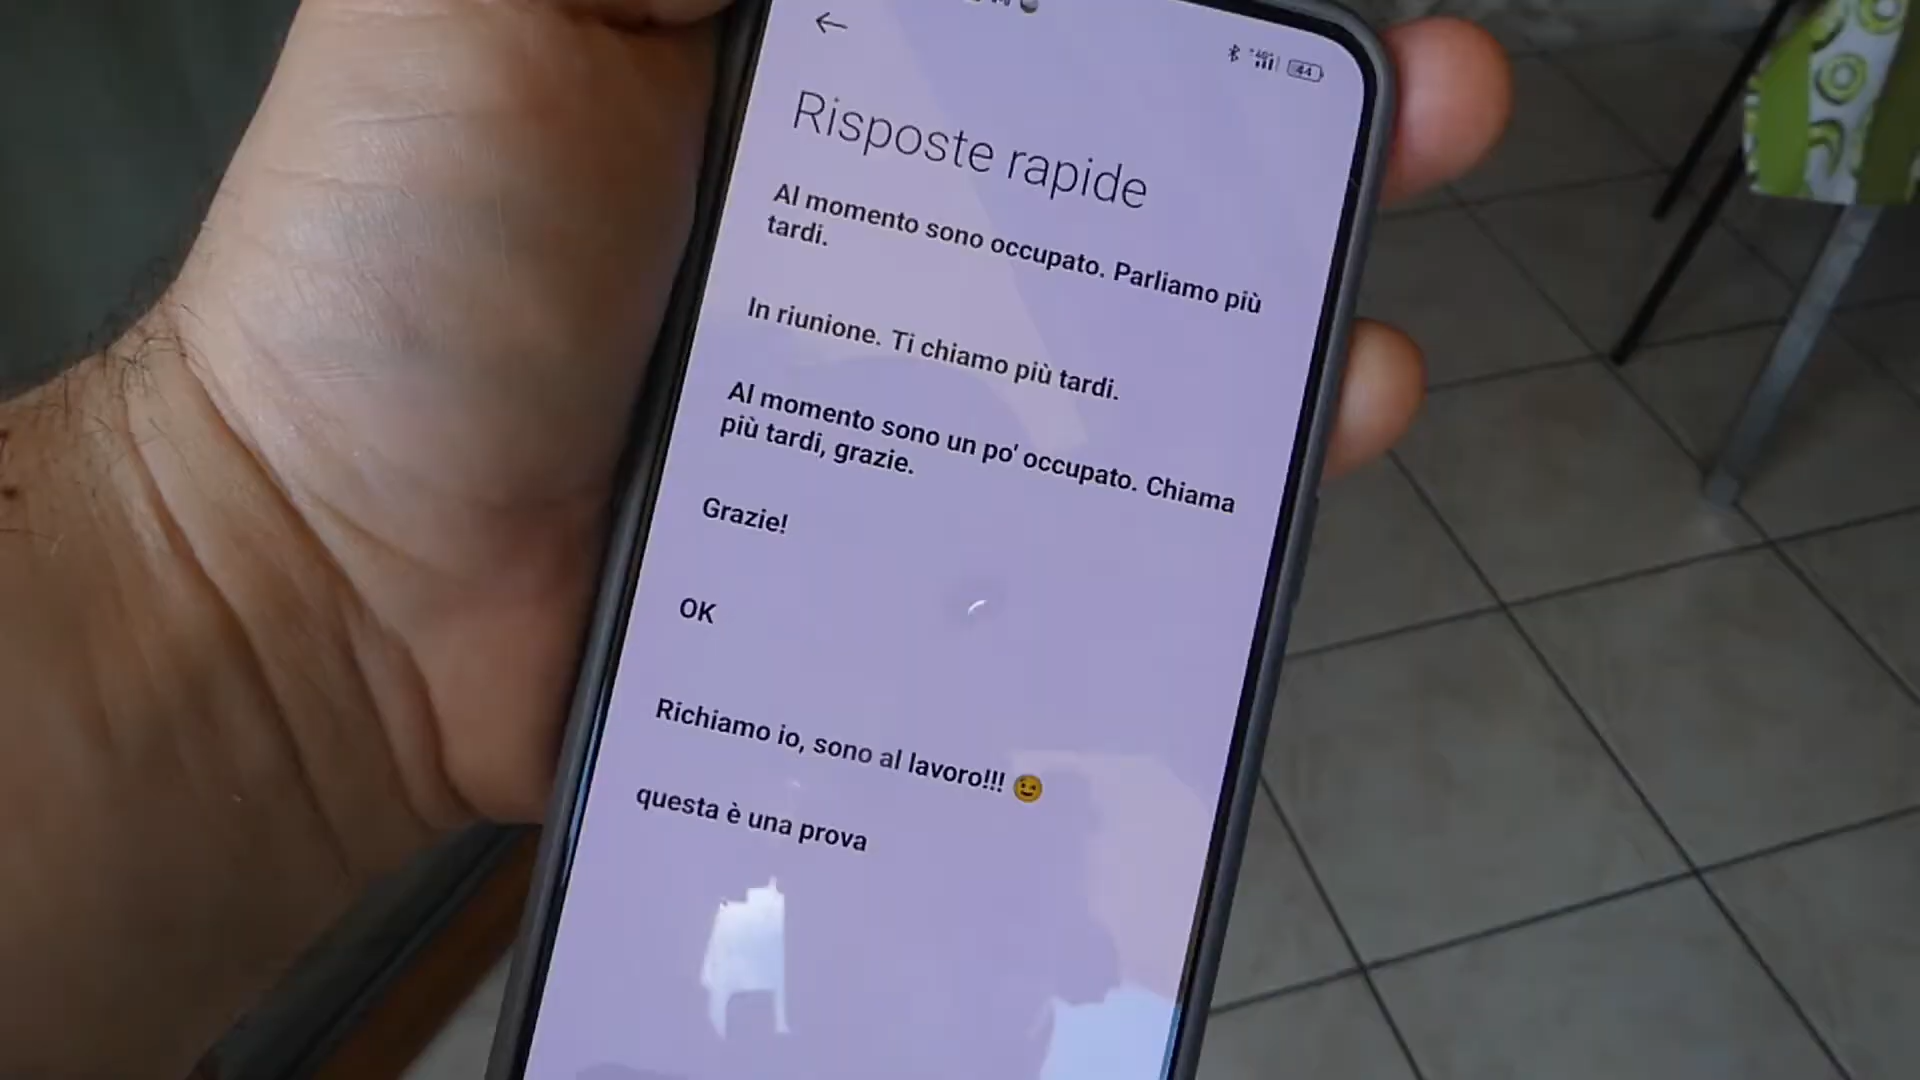 44
Risposte rapide
Al momento sono occupato. Parliamo più
tardi.
In riunione. Ti chiamo più tardi.
Al momento sono un po' occupato. Chiama
più tardi, grazie.
Grazie!
OK
Richiamo io, sono al lavoro!!! 😉
questa è una prova